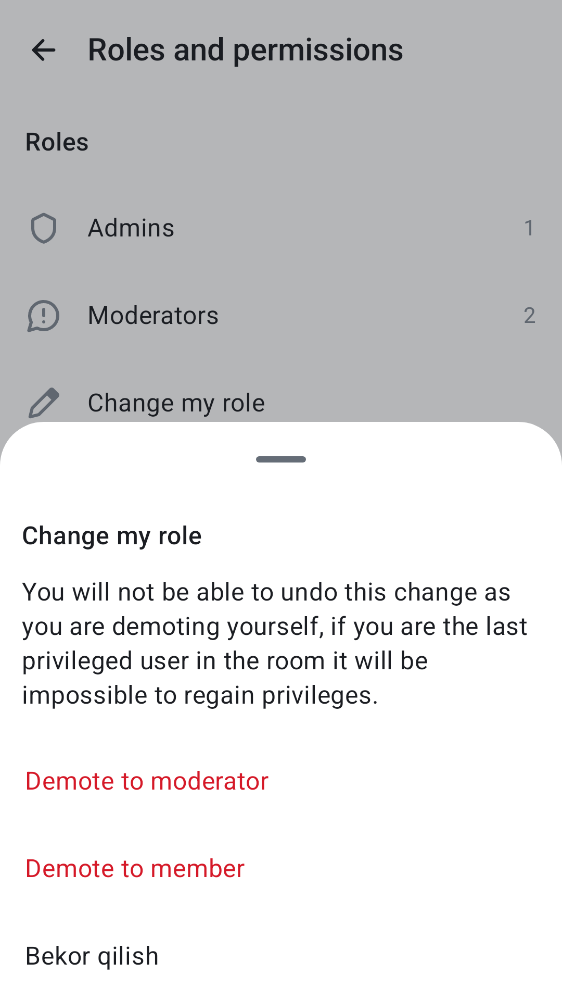 Roles and permissions
Roles
Admins 1
Moderators 2
Change my role
Change my role
You will not be able to undo this change as
you are demoting yourself, if you are the last
privileged user in the room it will be
impossible to regain privileges.
Demote to moderator
Demote to member
Bekor qilish